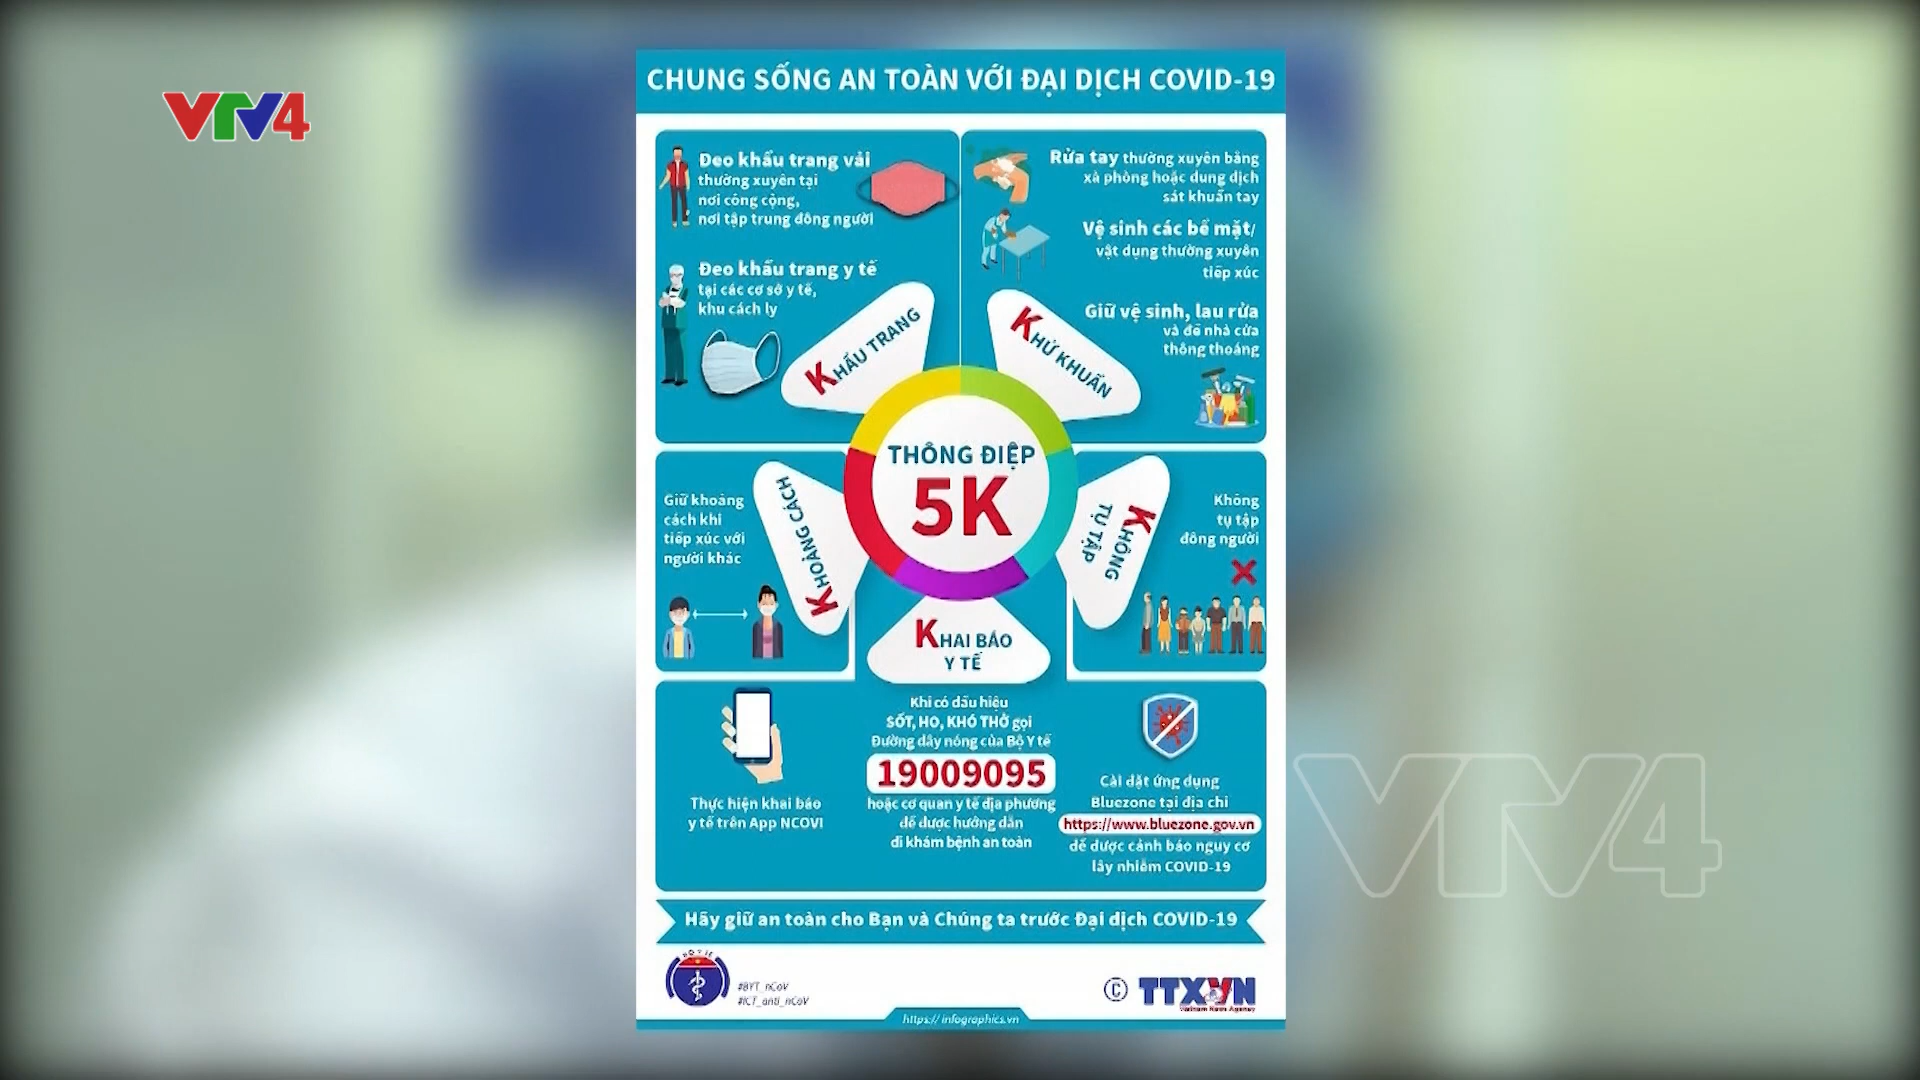 VTV4
CHUNG SỐNG AN TOÀN VỚI ĐẠI DỊCH COVID-19
Đeo khẩu trang vải
thường xuyên tại
nơi công cộng,
nơi tập trung đông người
Đeo khẩu trang y tế
tại các cơ sở y tế,
khu cách ly
KHẨU TRANG
Rửa tay thường xuyên bằng
xà phòng hoặc dung dịch
sát khuẩn tay
Vệ sinh các bề mặt/
vật dụng thường xuyên
tiếp xúc
Giữ vệ sinh, lau rửa
và để nhà cửa
thông thoáng
KHỬ KHUẨN
THÔNG ĐIỆP
5K
Giữ khoảng
cách khi
tiếp xúc với
người khác
KHOẢNG CÁCH
KHÔNG
TỤ TẬP
Không
tụ tập
đông người
KHAI BÁO
Y TẾ
Thực hiện khai báo
y tế trên App NCOVI
Khi có dấu hiệu
SỐT, HO, KHÓ THỞ gọi
Đường dây nóng của Bộ Y tế
19009095
hoặc cơ quan y tế địa phương
để được hướng dẫn
đi khám bệnh an toàn
Cài đặt ứng dụng
Bluezone tại địa chỉ
https://www.bluezone.gov.vn
để được cảnh báo nguy cơ
lây nhiễm COVID-19
Hãy giữ an toàn cho Bạn và Chúng ta trước Đại dịch COVID-19
BỘ Y TẾ
#BYT_nCoV
#ICT_anti_nCoV
© TTXVN
Vietnam News Agency
https://infographics.vn
VTV4